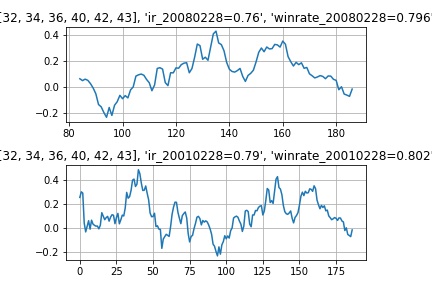 [32, 34, 36, 40, 42, 43], 'ir_20080228=0.76', 'winrate_20080228=0.796'
0.4
0.2
0.0
−0.2
80 100 120 140 160 180
[32, 34, 36, 40, 42, 43], 'ir_20010228=0.79', 'winrate_20010228=0.802'
0.4
0.2
0.0
−0.2
0 25 50 75 100 125 150 175